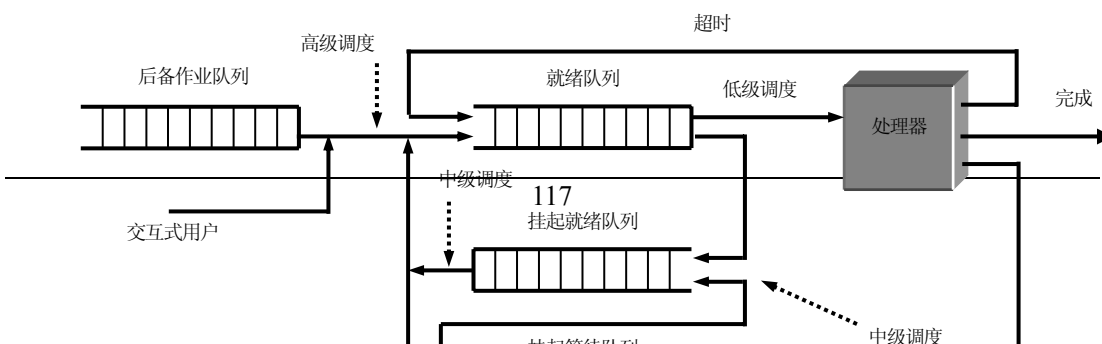 超时
高级调度
后备作业队列
就绪队列
低级调度
完成
处理器
中级调度
117
挂起就绪队列
交互式用户
中级调度